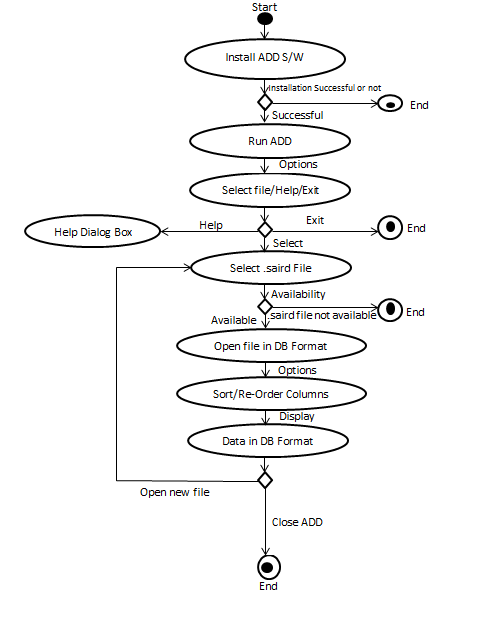 Start
Install ADD S/W
Installation Successful or not
End
Successful
Run ADD
Options
Select file/Help/Exit
Help
Exit
Help Dialog Box
End
Select
Select .saird File
Availability
.saird file not available
End
Available
Open file in DB Format
Options
Sort/Re-Order Columns
Display
Data in DB Format
Open new file
Close ADD
End